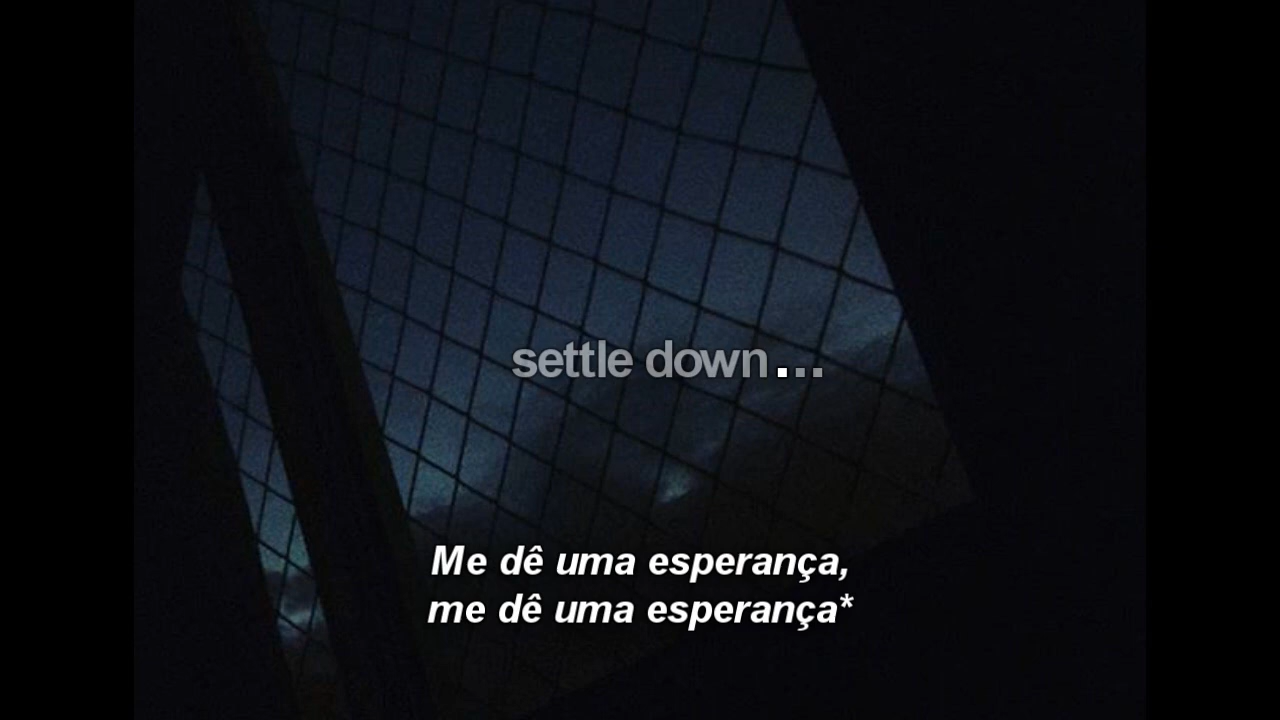 settle down...
Me dê uma esperança,
me dê uma esperança*